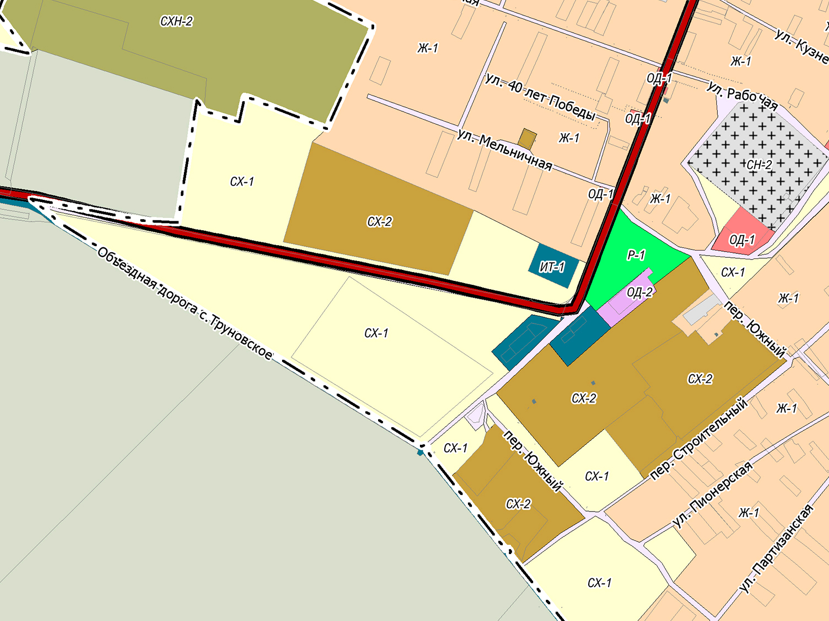 СХН-2
Ж-1
ул. Кузне
Ж-1
ОД-1
ул. 40 лет Победы
ул. Рабочая
ОД-1
Ж-1
ул. Мельничная
СН-2
СХ-1
ОД-1
Ж-1
СХ-2
ОД-1
Р-1
ИТ-1
СХ-1
ОД-2
Ж-1
Объездная дорога с. Труновское
пер. Южный
СХ-1
СХ-2
СХ-2
Ж-1
пер. Строительный
СХ-1
пер. Южный
СХ-1
ул. Пионерская
СХ-2
Ж-1
ул. Партизанская
СХ-1